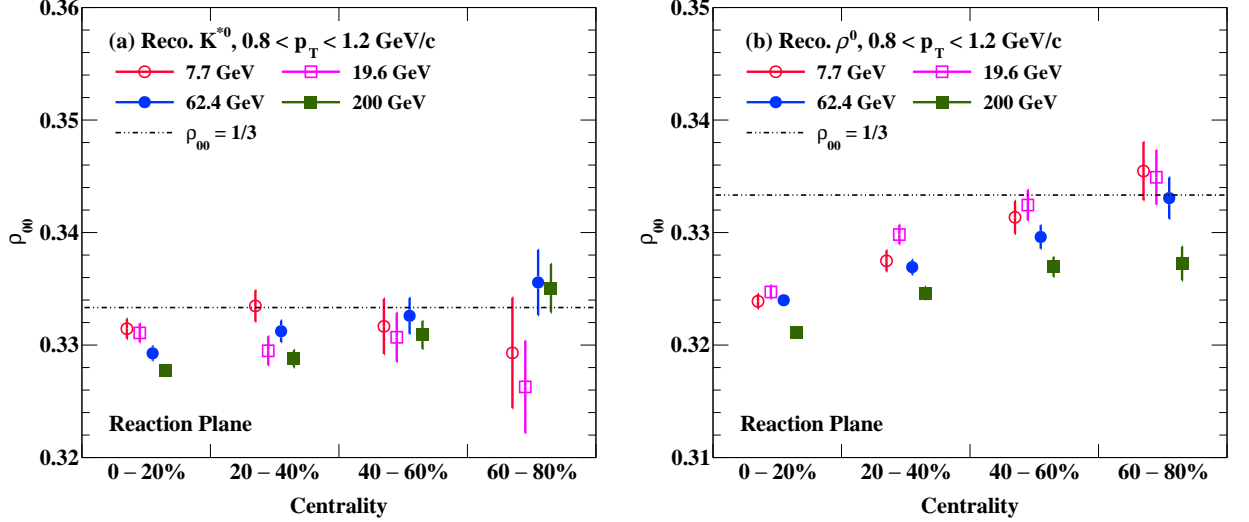 (a) Reco. K*0, 0.8 < pT < 1.2 GeV/c
7.7 GeV
19.6 GeV
62.4 GeV
200 GeV
ρ00 = 1/3
0.36
0.35
0.34
0.33
0.32
ρ00
Reaction Plane
0 – 20%
20 – 40%
40 – 60%
60 – 80%
Centrality
(b) Reco. ρ0, 0.8 < pT < 1.2 GeV/c
7.7 GeV
19.6 GeV
62.4 GeV
200 GeV
ρ00 = 1/3
0.35
0.34
0.33
0.32
0.31
ρ00
Reaction Plane
0 – 20%
20 – 40%
40 – 60%
60 – 80%
Centrality